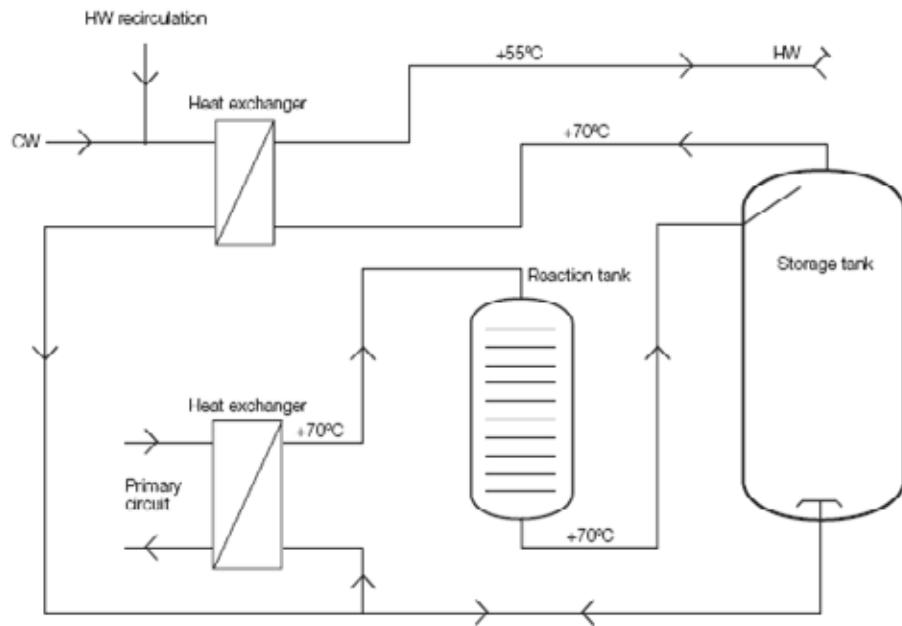 HW recirculation
+55ºC
HW
Heat exchanger
CW
+70ºC
Reaction tank
Storage tank
Heat exchanger
+70ºC
Primary
circuit
+70ºC